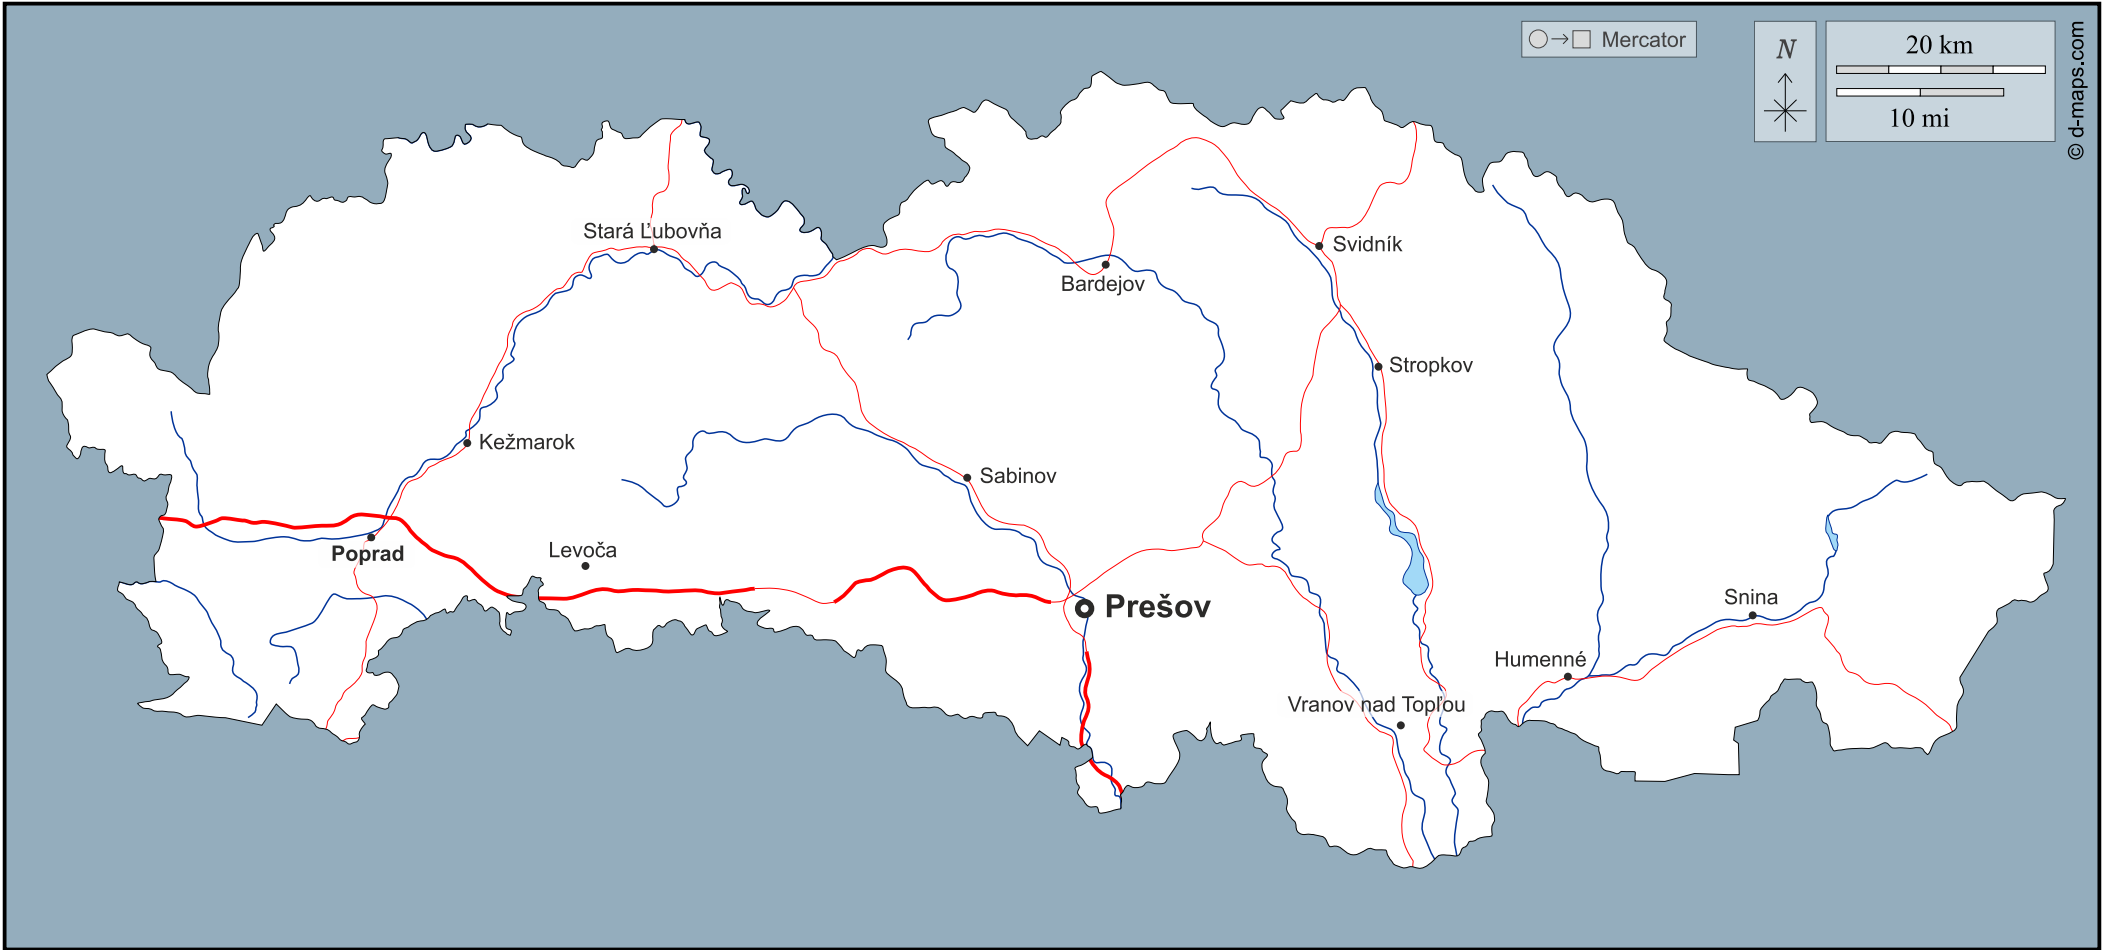 Mercator
N
20 km
10 mi
© d-maps.com
Stará Ľubovňa
Svidník
Bardejov
Stropkov
Kežmarok
Sabinov
Poprad
Levoča
Prešov
Snina
Humenné
Vranov nad Topľou